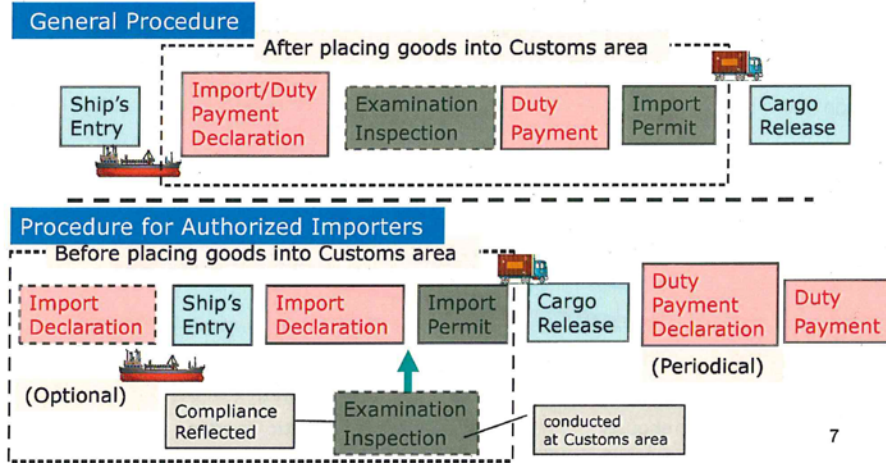 General Procedure
After placing goods into Customs area
Ship's
Entry
Import/Duty
Payment
Declaration
Examination
Inspection
Duty
Payment
Import
Permit
Cargo
Release
Procedure for Authorized Importers
Before placing goods into Customs area
Import
Declaration
(Optional)
Ship's
Entry
Import
Declaration
Import
Permit
Cargo
Release
Duty
Payment
Declaration
(Periodical)
Duty
Payment
Compliance
Reflected
Examination
Inspection
conducted
at Customs area
7